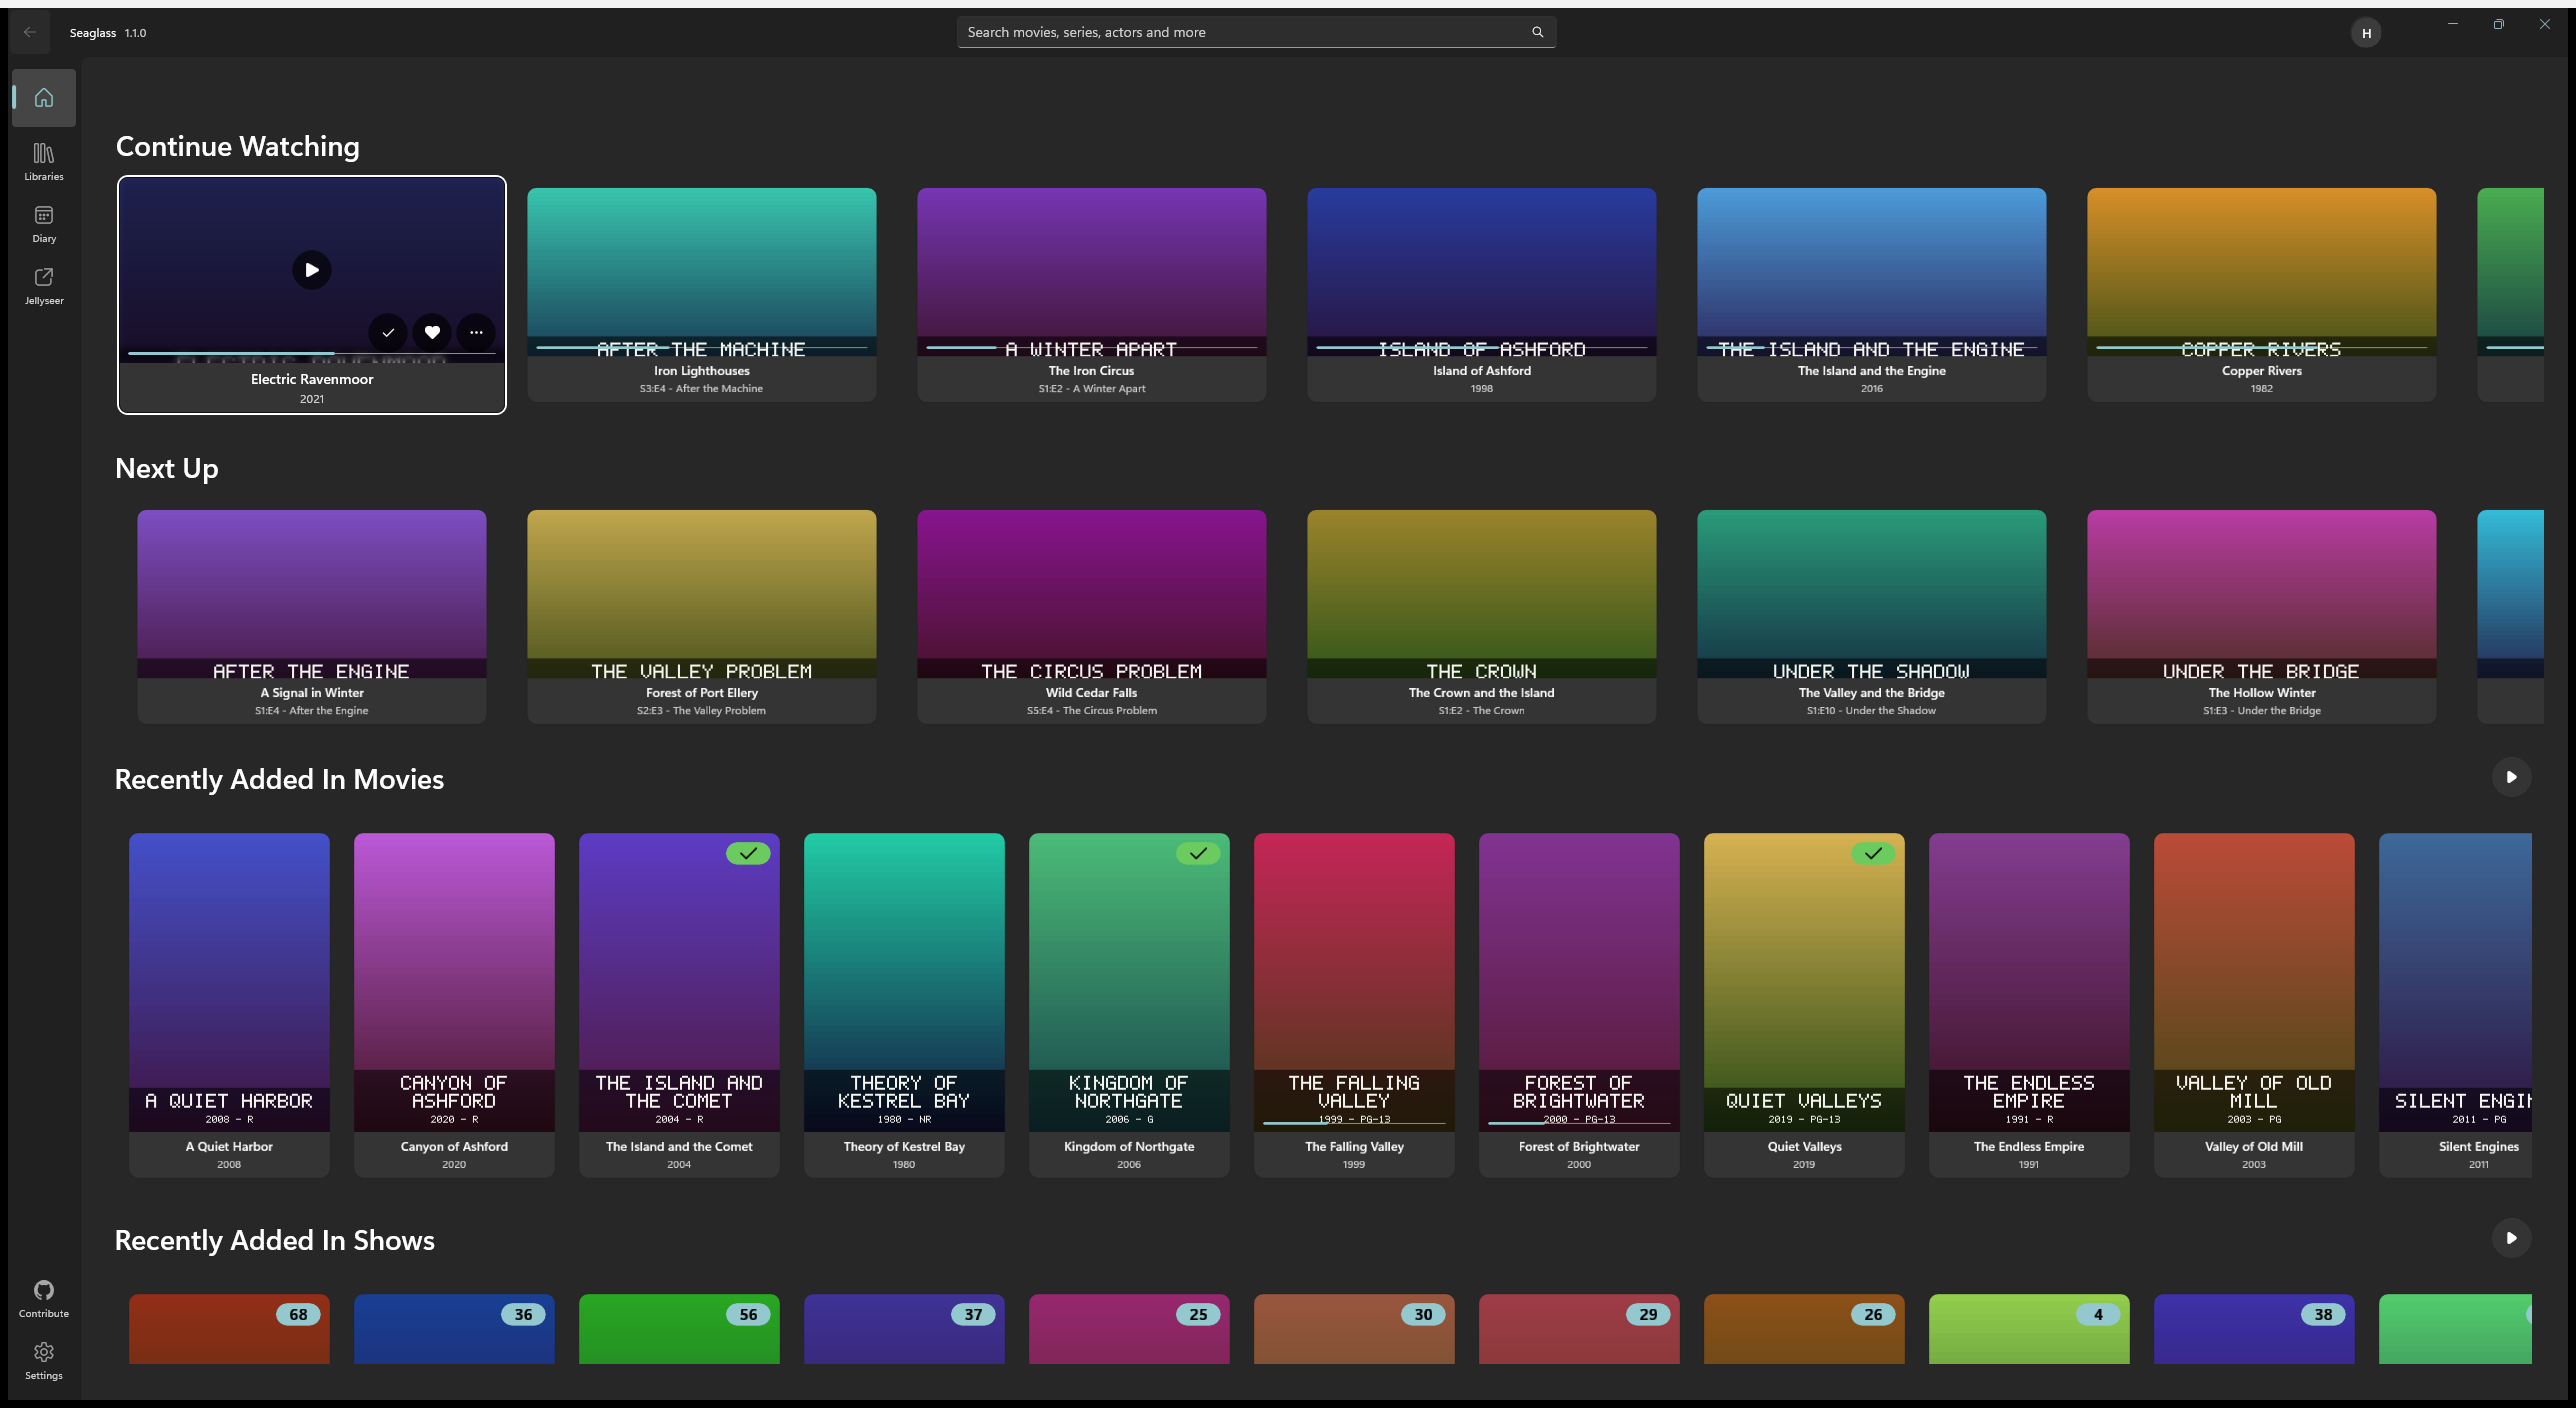 Seaglass 1.1.0
Search movies, series, actors and more
H
Libraries
Diary
Jellyseer
Contribute
Settings
Continue Watching
Electric Ravenmoor
2021
AFTER THE MACHINE
Iron Lighthouses
S3:E4 - After the Machine
A WINTER APART
The Iron Circus
S1:E2 - A Winter Apart
ISLAND OF ASHFORD
Island of Ashford
1998
THE ISLAND AND THE ENGINE
The Island and the Engine
2016
COPPER RIVERS
Copper Rivers
1982
Next Up
AFTER THE ENGINE
A Signal in Winter
S1:E4 - After the Engine
THE VALLEY PROBLEM
Forest of Port Ellery
S2:E3 - The Valley Problem
THE CIRCUS PROBLEM
Wild Cedar Falls
S5:E4 - The Circus Problem
THE CROWN
The Crown and the Island
S1:E2 - The Crown
UNDER THE SHADOW
The Valley and the Bridge
S1:E10 - Under the Shadow
UNDER THE BRIDGE
The Hollow Winter
S1:E3 - Under the Bridge
Recently Added In Movies
A QUIET HARBOR
2008 - R
A Quiet Harbor
2008
CANYON OF
ASHFORD
2020 - R
Canyon of Ashford
2020
THE ISLAND AND
THE COMET
2004 - R
The Island and the Comet
2004
THEORY OF
KESTREL BAY
1980 - NR
Theory of Kestrel Bay
1980
KINGDOM OF
NORTHGATE
2006 - G
Kingdom of Northgate
2006
THE FALLING
VALLEY
1999 - PG-13
The Falling Valley
1999
FOREST OF
BRIGHTWATER
2000 - PG-13
Forest of Brightwater
2000
QUIET VALLEYS
2019 - PG-13
Quiet Valleys
2019
THE ENDLESS
EMPIRE
1991 - R
The Endless Empire
1991
VALLEY OF OLD
MILL
2003 - PG
Valley of Old Mill
2003
SILENT ENGIN
2011 - PG
Silent Engines
2011
Recently Added In Shows
68
36
56
37
25
30
29
26
4
38